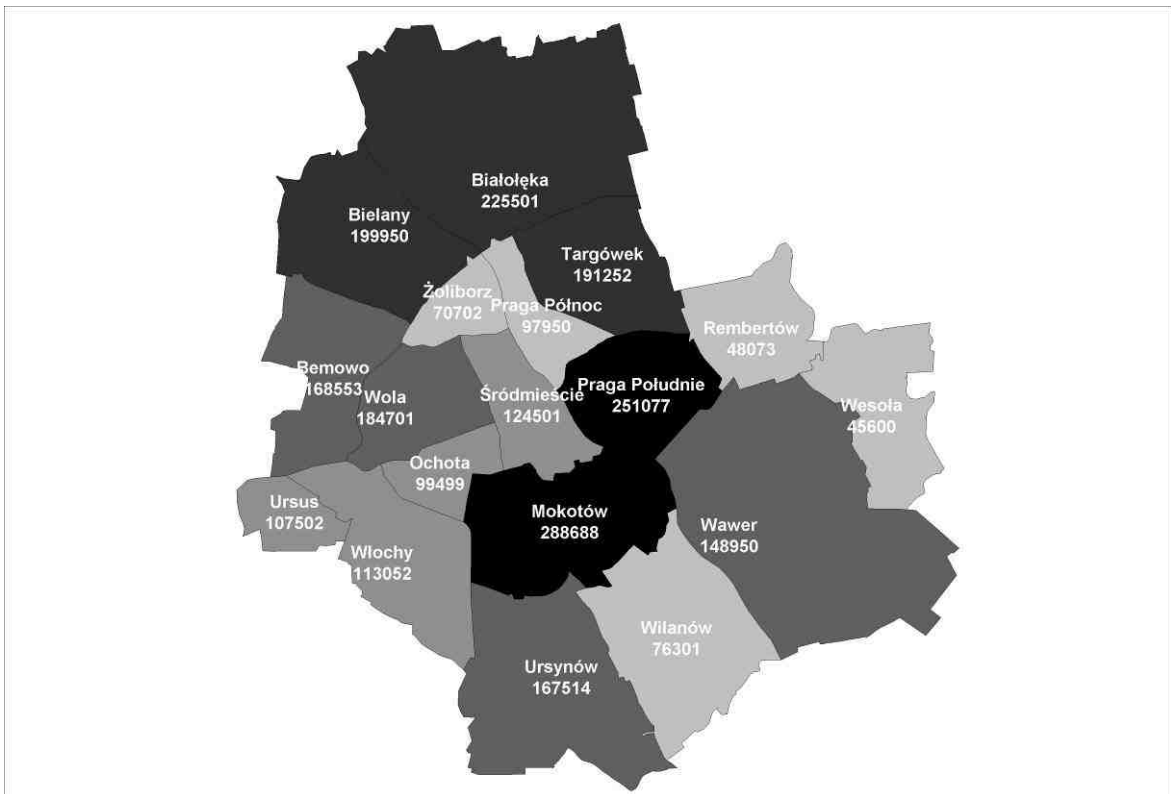 Białołęka
225501
Bielany
199950
Targówek
191252
Żoliborz
70702
Praga Północ
97950
Rembertów
48073
Bemowo
168553
Wola
184701
Śródmieście
124501
Praga Południe
251077
Wesoła
45600
Ochota
99499
Ursus
107502
Mokotów
288688
Wawer
148950
Włochy
113052
Wilanów
76301
Ursynów
167514